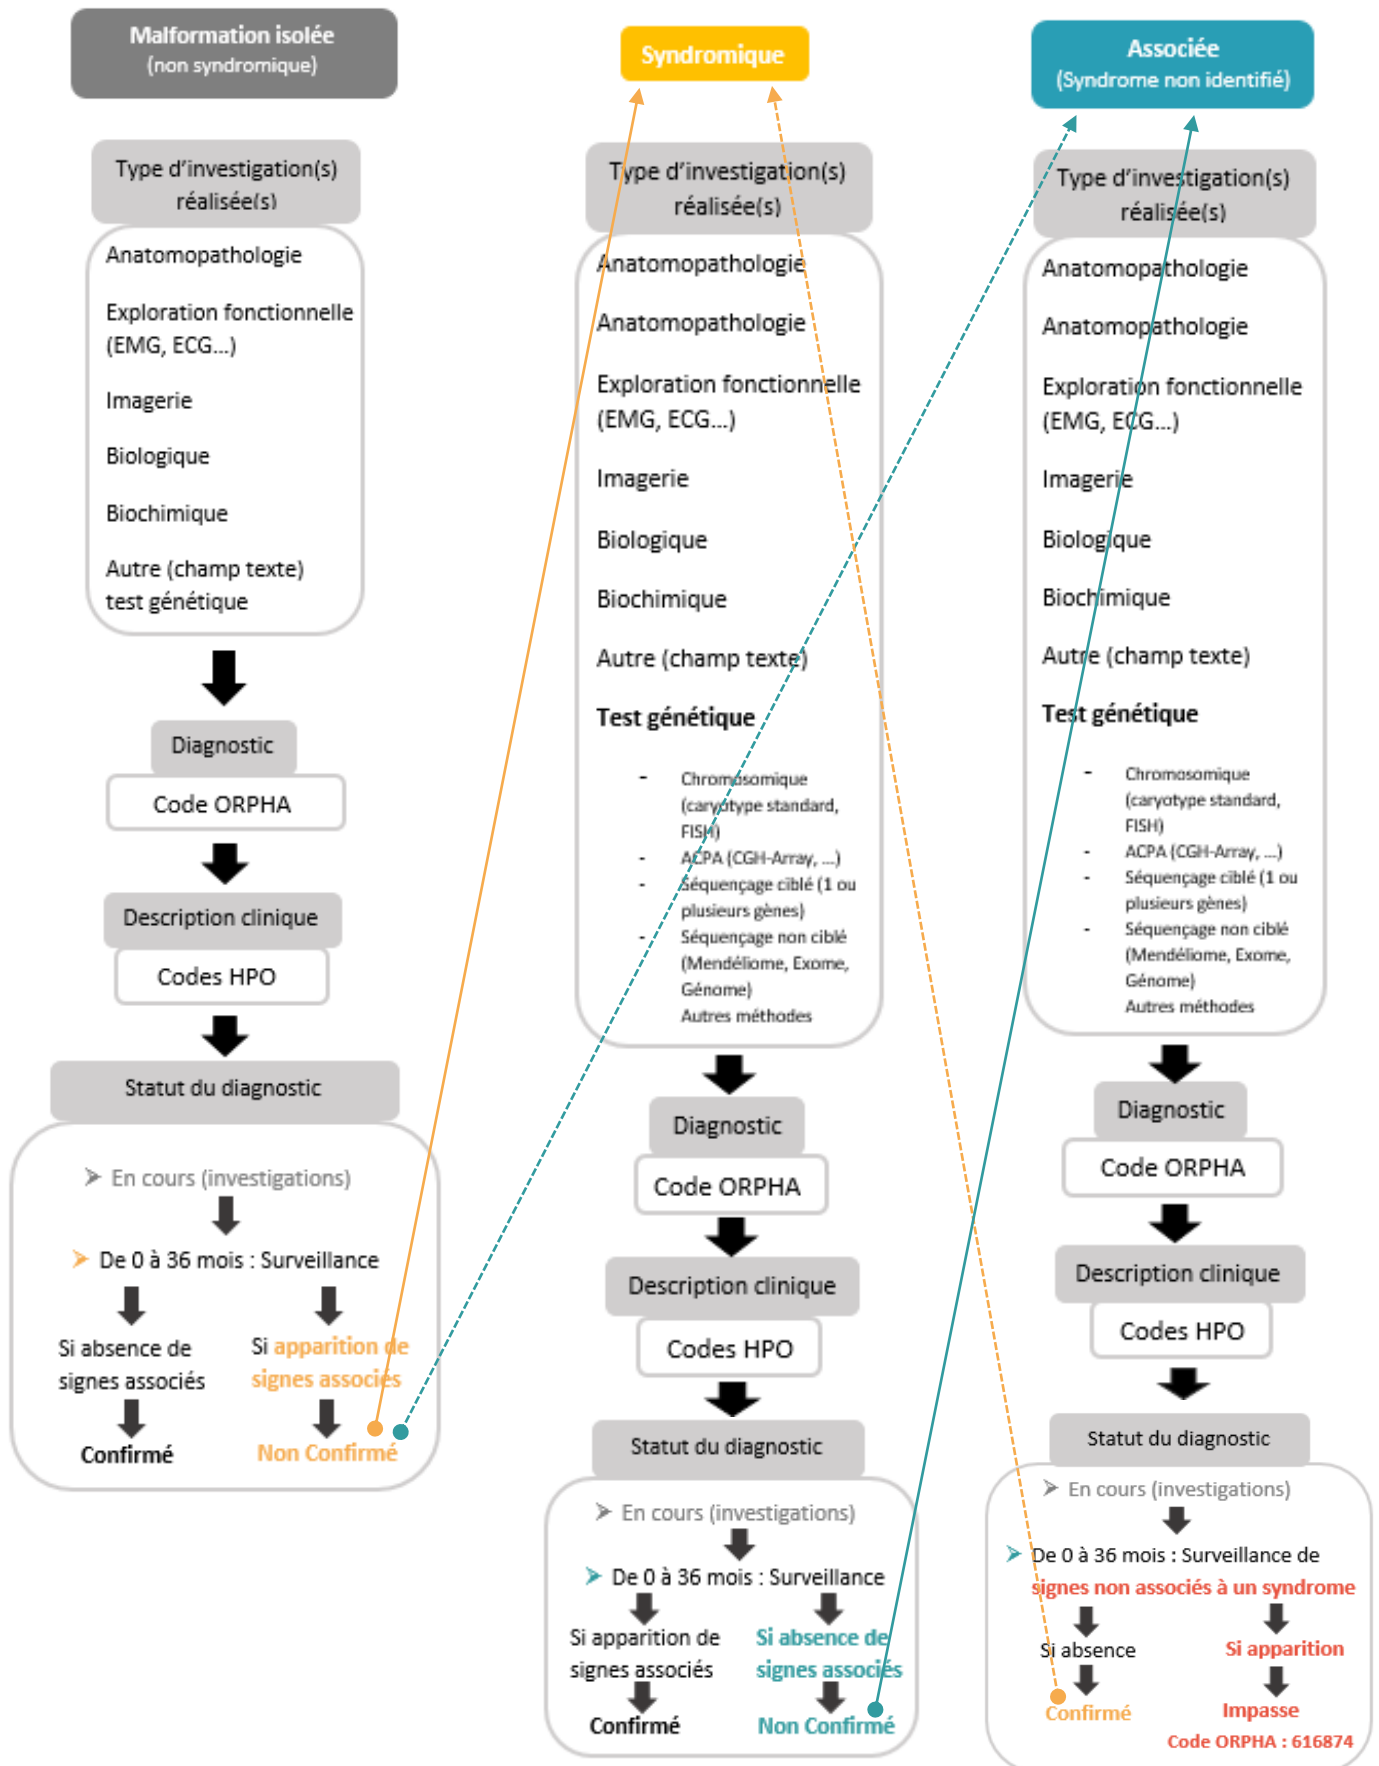 Malformation isolée
(non syndromique)
Type d'investigation(s)
réalisée(s)
Anatomopathologie
Exploration fonctionnelle
(EMG, ECG...)
Imagerie
Biologique
Biochimique
Autre (champ texte)
test génétique
Diagnostic
Code ORPHA
Description clinique
Codes HPO
Statut du diagnostic
En cours (investigations)
De 0 à 36 mois : Surveillance
Si absence de
signes associés
Confirmé
Si apparition de
signes associés
Non Confirmé
Syndromique
Type d'investigation(s)
réalisée(s)
Anatomopathologie
Anatomopathologie
Exploration fonctionnelle
(EMG, ECG...)
Imagerie
Biologique
Biochimique
Autre (champ texte)
Test génétique
- Chromosomique
(caryotype standard,
FISH)
- ACPA (CGH-Array, ...)
- Séquençage ciblé (1 ou
plusieurs gènes)
- Séquençage non ciblé
(Mendéliome, Exome,
Génome)
Autres méthodes
Diagnostic
Code ORPHA
Description clinique
Codes HPO
Statut du diagnostic
En cours (investigations)
De 0 à 36 mois : Surveillance
Si apparition de
signes associés
Confirmé
Si absence de
signes associés
Non Confirmé
Associée
(Syndrome non identifié)
Type d'investigation(s)
réalisée(s)
Anatomopathologie
Anatomopathologie
Exploration fonctionnelle
(EMG, ECG...)
Imagerie
Biologique
Biochimique
Autre (champ texte)
Test génétique
- Chromosomique
(caryotype standard,
FISH)
- ACPA (CGH-Array, ...)
- Séquençage ciblé (1 ou
plusieurs gènes)
- Séquençage non ciblé
(Mendéliome, Exome,
Génome)
Autres méthodes
Diagnostic
Code ORPHA
Description clinique
Codes HPO
Statut du diagnostic
En cours (investigations)
De 0 à 36 mois : Surveillance de
signes non associés à un syndrome
Si absence
Confirmé
Si apparition
Impasse
Code ORPHA : 616874